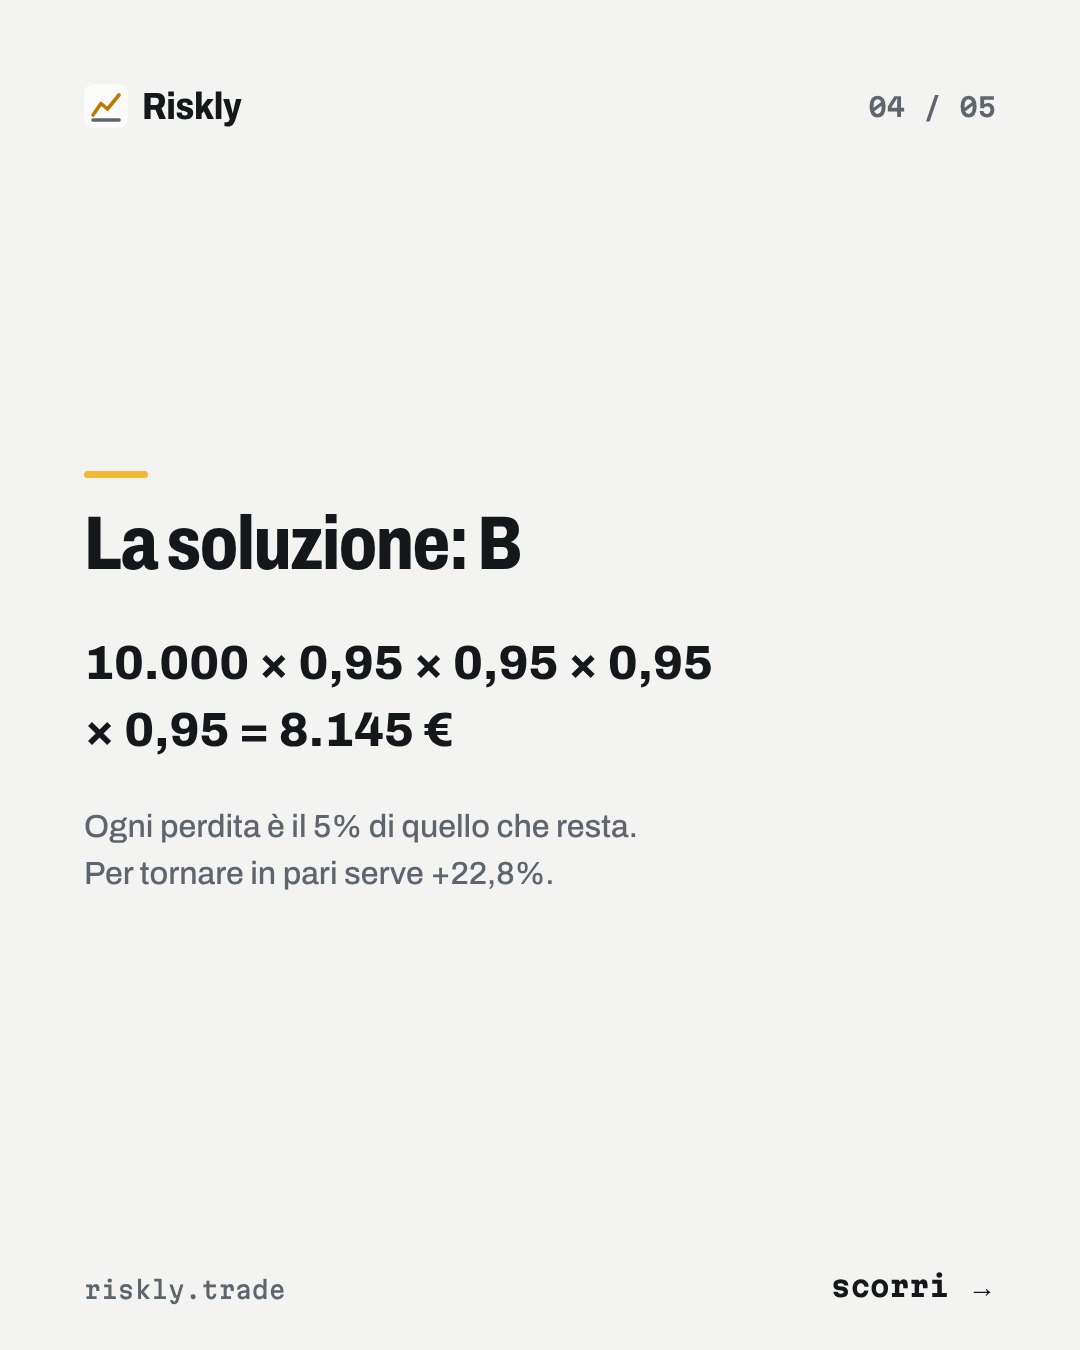 Riskly
04 / 05
La soluzione: B
10.000 × 0,95 × 0,95 × 0,95
× 0,95 = 8.145 €
Ogni perdita è il 5% di quello che resta.
Per tornare in pari serve +22,8%.
riskly.trade
scorri →